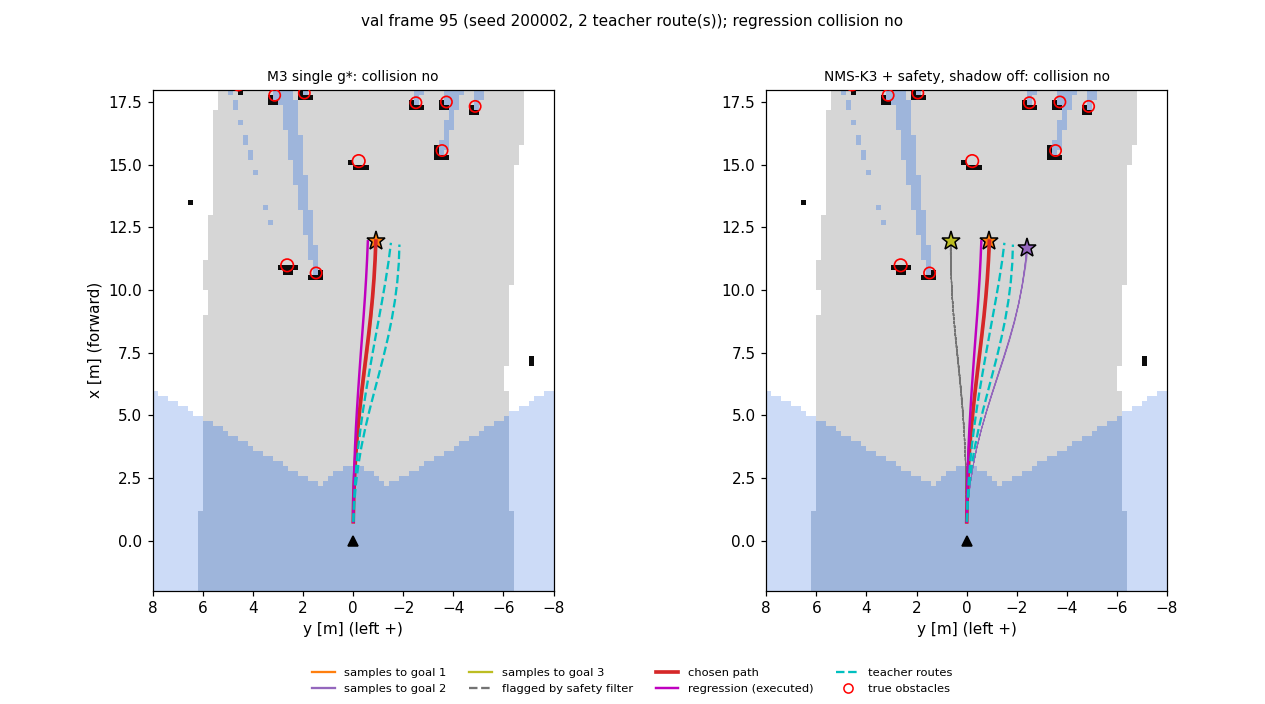 val frame 95 (seed 200002, 2 teacher route(s)); regression collision no
M3 single g*: collision no
NMS-K3 + safety, shadow off: collision no
x [m] (forward)
17.5
15.0
12.5
10.0
7.5
5.0
2.5
0.0
17.5
15.0
12.5
10.0
7.5
5.0
2.5
0.0
8 6 4 2 0 −2 −4 −6 −8
8 6 4 2 0 −2 −4 −6 −8
y [m] (left +)
y [m] (left +)
samples to goal 1
samples to goal 2
samples to goal 3
flagged by safety filter
chosen path
regression (executed)
teacher routes
true obstacles